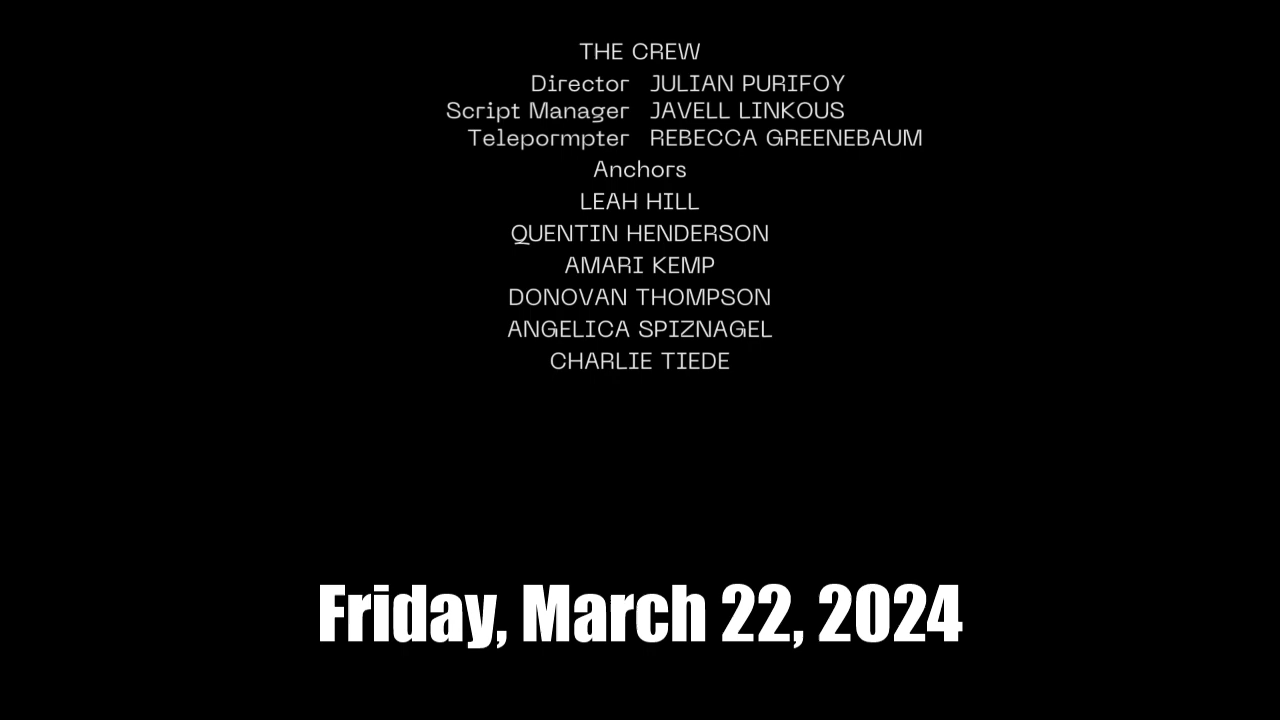 THE CREW
Director JULIAN PURIFOY
Script Manager JAVELL LINKOUS
Telepormpter REBECCA GREENEBAUM
Anchors
LEAH HILL
QUENTIN HENDERSON
AMARI KEMP
DONOVAN THOMPSON
ANGELICA SPIZNAGEL
CHARLIE TIEDE
Friday, March 22, 2024